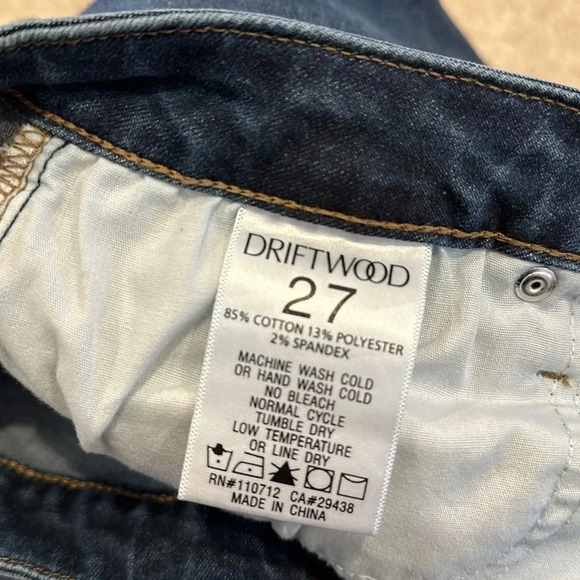 DRIFTWOOD
27
85% COTTON 13% POLYESTER
2% SPANDEX
MACHINE WASH COLD
OR HAND WASH COLD
NO BLEACH
NORMAL CYCLE
TUMBLE DRY
LOW TEMPERATURE
OR LINE DRY
RN#110712 CA#29438
MADE IN CHINA